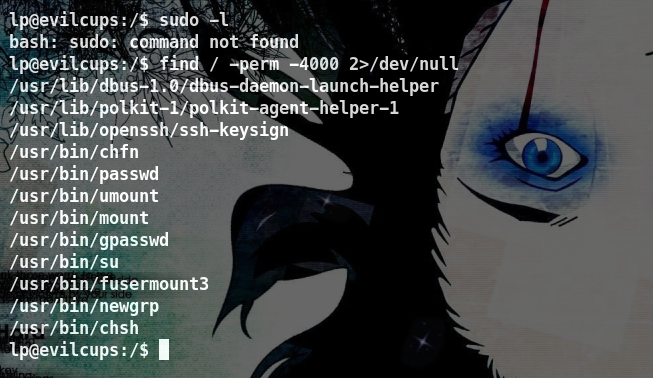 lp@evilcups:/$ sudo -l
bash: sudo: command not found
lp@evilcups:/$ find / -perm -4000 2>/dev/null
/usr/lib/dbus-1.0/dbus-daemon-launch-helper
/usr/lib/polkit-1/polkit-agent-helper-1
/usr/lib/openssh/ssh-keysign
/usr/bin/chfn
/usr/bin/passwd
/usr/bin/umount
/usr/bin/mount
/usr/bin/gpasswd
/usr/bin/su
/usr/bin/fusermount3
/usr/bin/newgrp
/usr/bin/chsh
lp@evilcups:/$